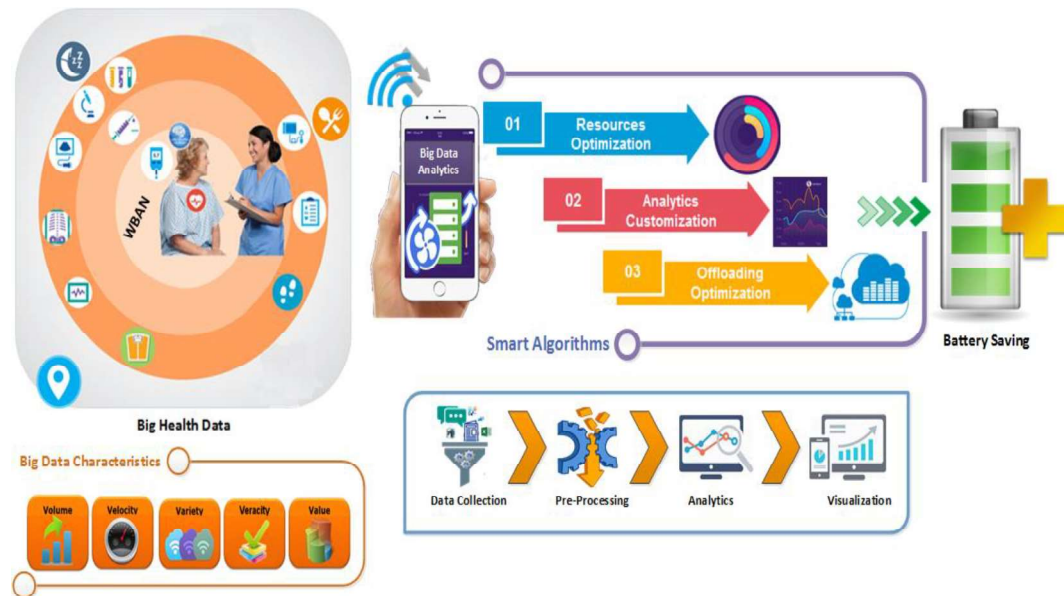 WBAN
Big Health Data
Big Data Characteristics
Volume
Velocity
Variety
Veracity
Value
Big Data
Analytics
01
Resources
Optimization
02
Analytics
Customization
03
Offloading
Optimization
Smart Algorithms
Battery Saving
Data Collection
Pre-Processing
Analytics
Visualization